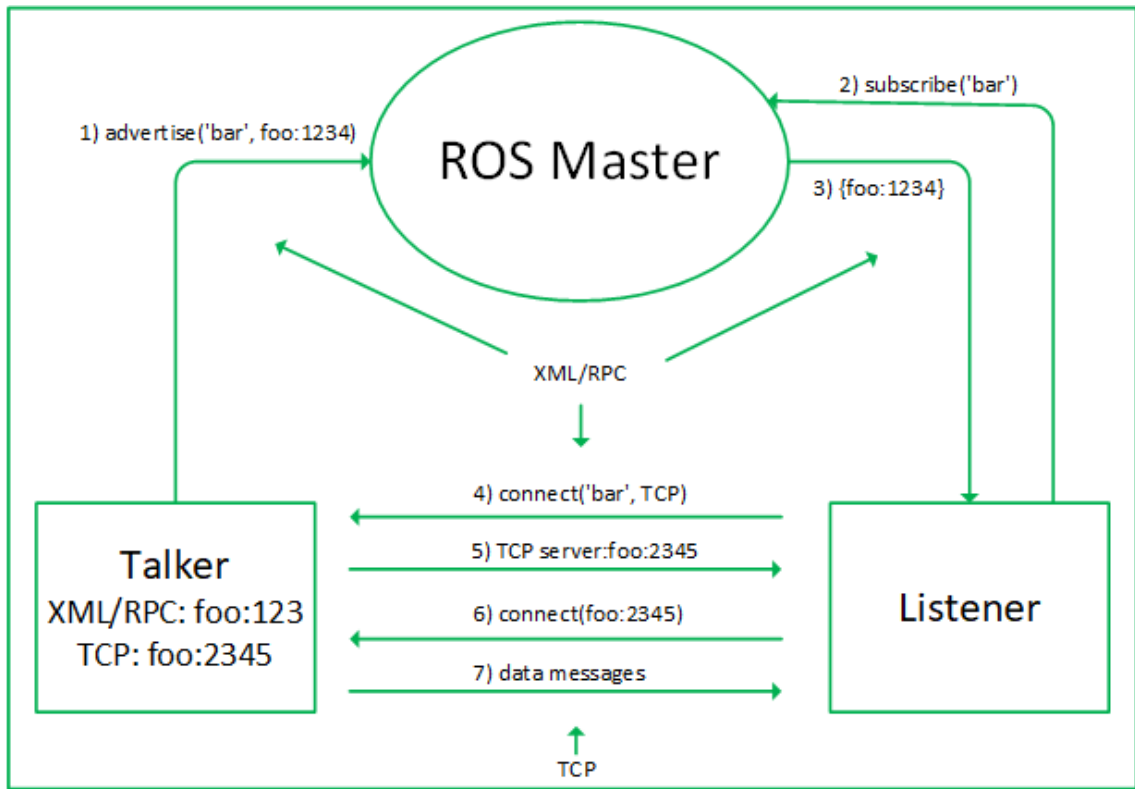 2) subscribe('bar')
1) advertise('bar', foo:1234)
ROS Master
3) {foo:1234}
XML/RPC
4) connect('bar', TCP)
5) TCP server:foo:2345
6) connect(foo:2345)
7) data messages
Talker
XML/RPC: foo:123
TCP: foo:2345
Listener
TCP